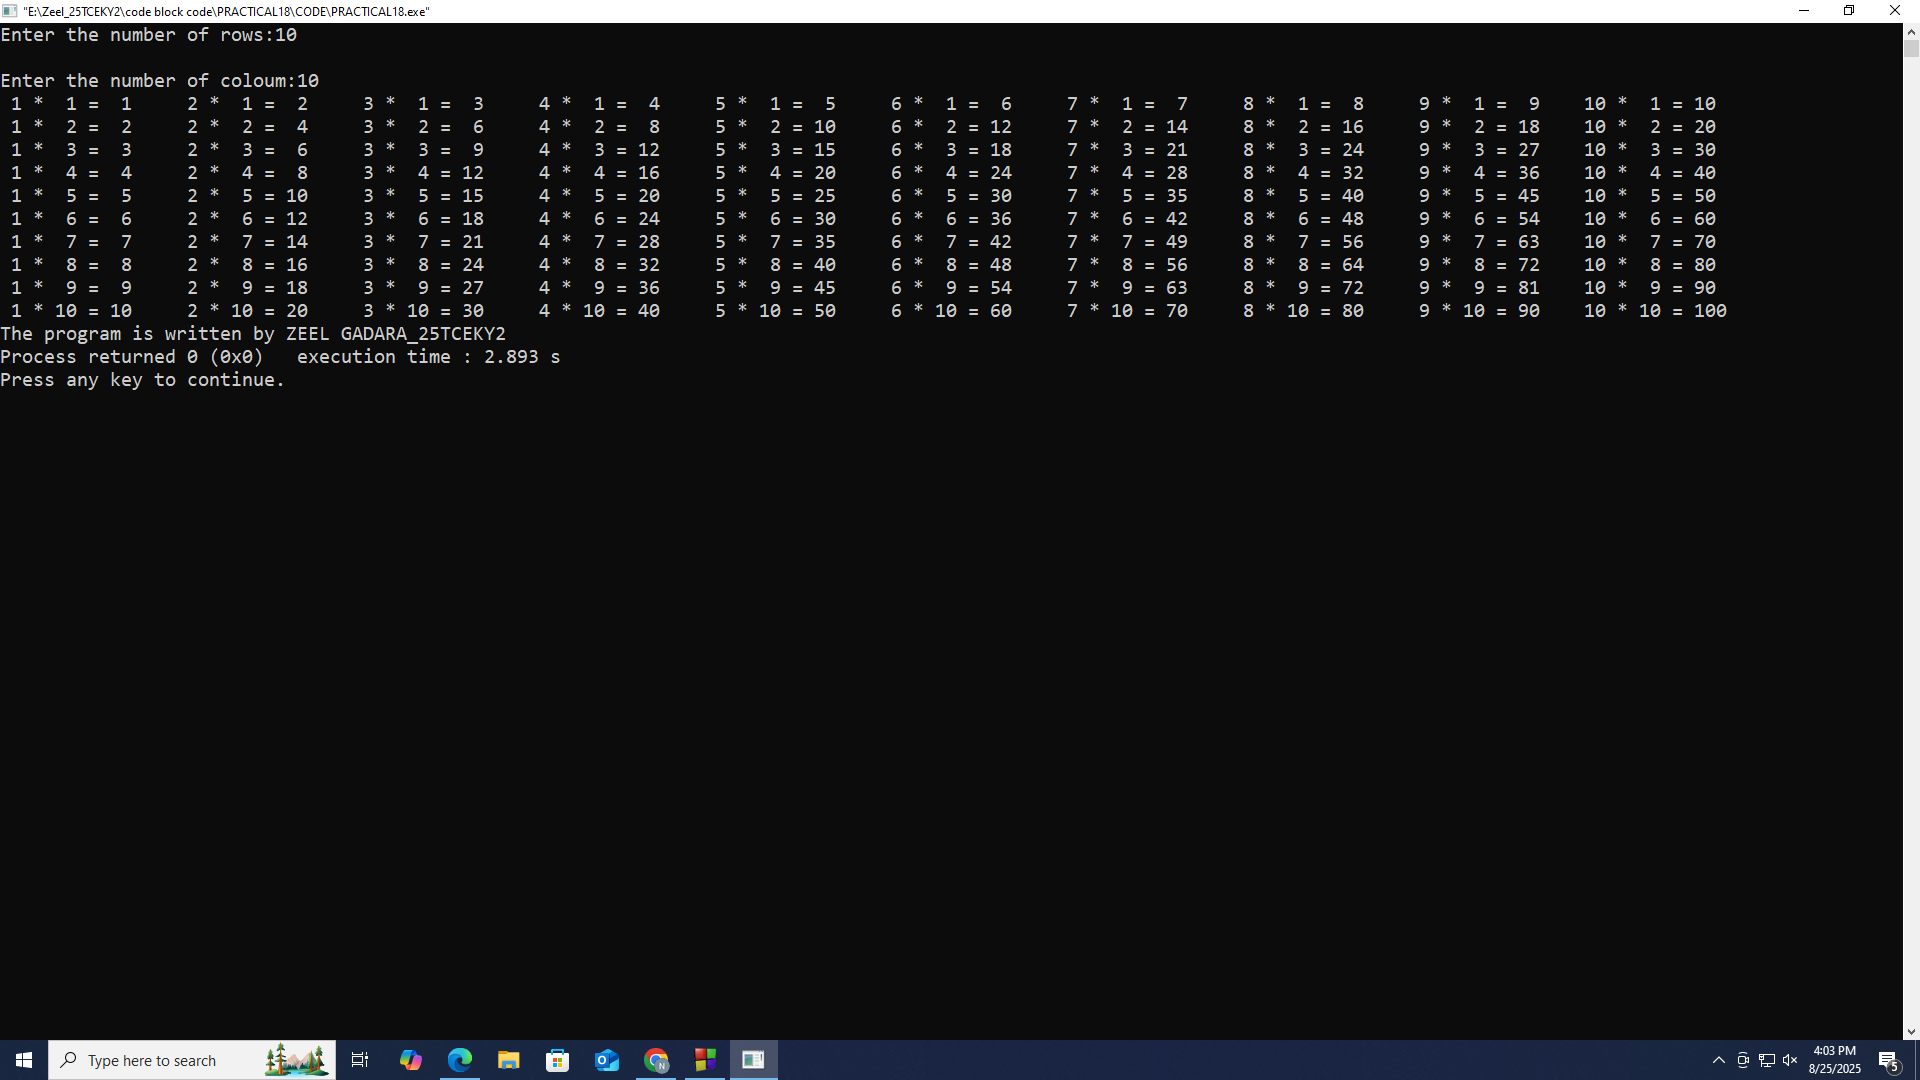 "E:\Zeel_25TCEKY2\code block code\PRACTICAL18\CODE\PRACTICAL18.exe"
Enter the number of rows:10
Enter the number of coloum:10
 1 *  1 =  1     2 *  1 =  2     3 *  1 =  3     4 *  1 =  4     5 *  1 =  5     6 *  1 =  6     7 *  1 =  7     8 *  1 =  8     9 *  1 =  9    10 *  1 = 10
 1 *  2 =  2     2 *  2 =  4     3 *  2 =  6     4 *  2 =  8     5 *  2 = 10     6 *  2 = 12     7 *  2 = 14     8 *  2 = 16     9 *  2 = 18    10 *  2 = 20
 1 *  3 =  3     2 *  3 =  6     3 *  3 =  9     4 *  3 = 12     5 *  3 = 15     6 *  3 = 18     7 *  3 = 21     8 *  3 = 24     9 *  3 = 27    10 *  3 = 30
 1 *  4 =  4     2 *  4 =  8     3 *  4 = 12     4 *  4 = 16     5 *  4 = 20     6 *  4 = 24     7 *  4 = 28     8 *  4 = 32     9 *  4 = 36    10 *  4 = 40
 1 *  5 =  5     2 *  5 = 10     3 *  5 = 15     4 *  5 = 20     5 *  5 = 25     6 *  5 = 30     7 *  5 = 35     8 *  5 = 40     9 *  5 = 45    10 *  5 = 50
 1 *  6 =  6     2 *  6 = 12     3 *  6 = 18     4 *  6 = 24     5 *  6 = 30     6 *  6 = 36     7 *  6 = 42     8 *  6 = 48     9 *  6 = 54    10 *  6 = 60
 1 *  7 =  7     2 *  7 = 14     3 *  7 = 21     4 *  7 = 28     5 *  7 = 35     6 *  7 = 42     7 *  7 = 49     8 *  7 = 56     9 *  7 = 63    10 *  7 = 70
 1 *  8 =  8     2 *  8 = 16     3 *  8 = 24     4 *  8 = 32     5 *  8 = 40     6 *  8 = 48     7 *  8 = 56     8 *  8 = 64     9 *  8 = 72    10 *  8 = 80
 1 *  9 =  9     2 *  9 = 18     3 *  9 = 27     4 *  9 = 36     5 *  9 = 45     6 *  9 = 54     7 *  9 = 63     8 *  9 = 72     9 *  9 = 81    10 *  9 = 90
 1 * 10 = 10     2 * 10 = 20     3 * 10 = 30     4 * 10 = 40     5 * 10 = 50     6 * 10 = 60     7 * 10 = 70     8 * 10 = 80     9 * 10 = 90    10 * 10 = 100
The program is written by ZEEL GADARA_25TCEKY2
Process returned 0 (0x0)   execution time : 2.893 s
Press any key to continue.
Type here to search
N
4:03 PM
8/25/2025
5